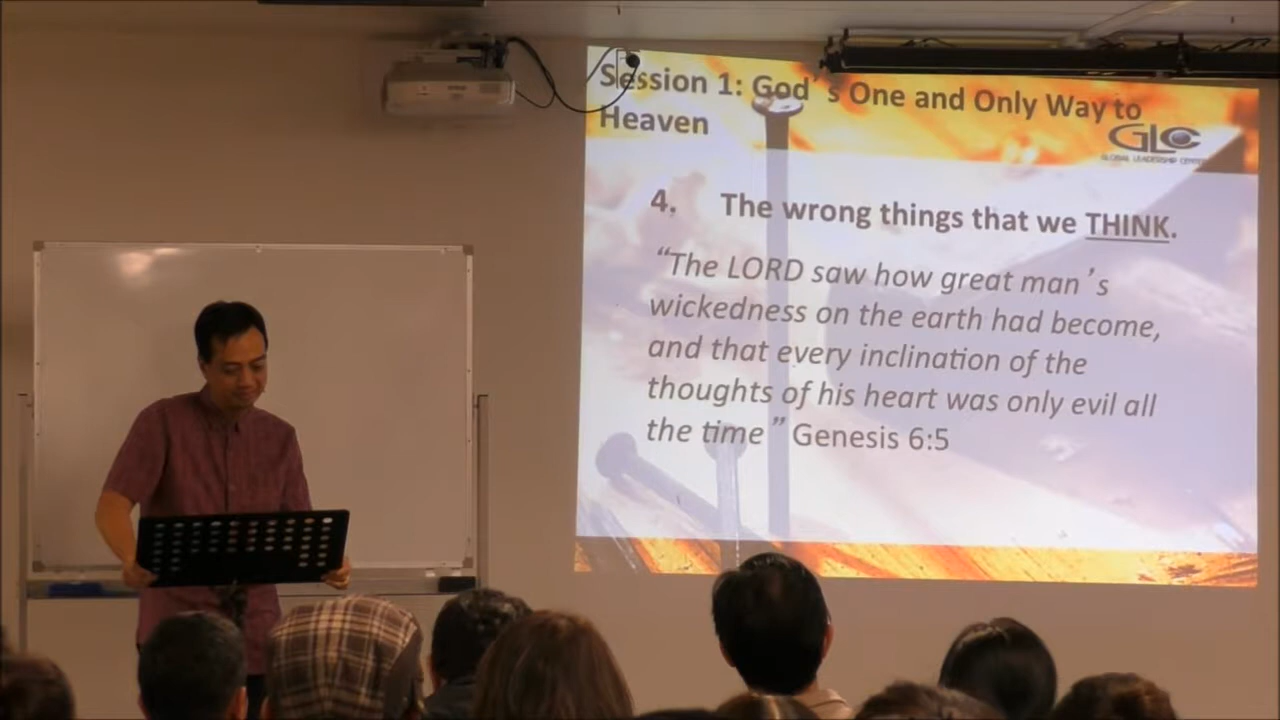 Session 1: God's One and Only Way to
Heaven
GLC
GLOBAL LEADERSHIP CENTER
4. The wrong things that we THINK.
“The LORD saw how great man's
wickedness on the earth had become,
and that every inclination of the
thoughts of his heart was only evil all
the time” Genesis 6:5